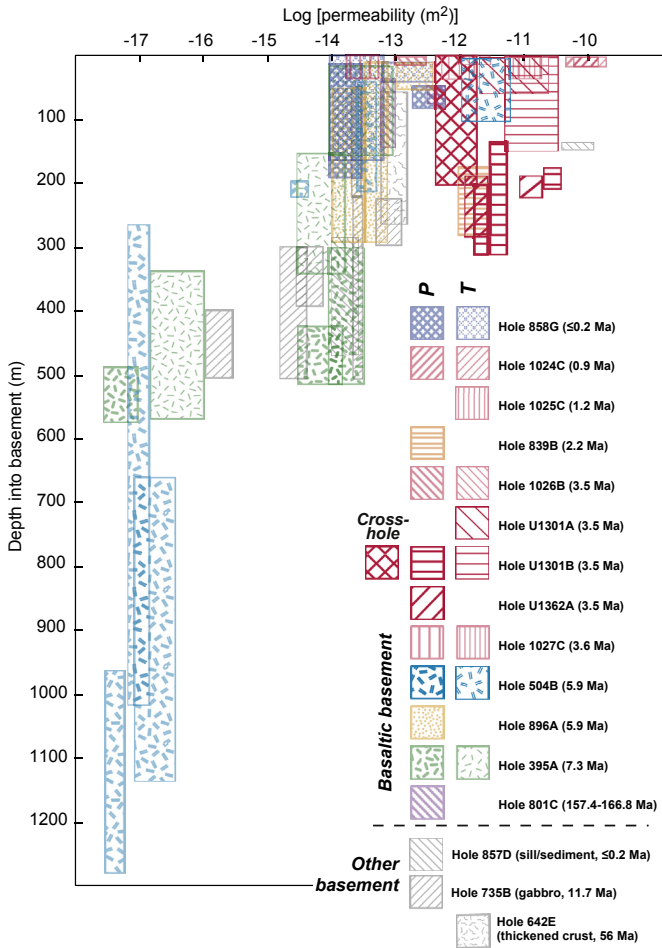 Log [permeability (m²)]
-17 -16 -15 -14 -13 -12 -11 -10
Depth into basement (m)
100
200
300
400
500
600
700
800
900
1000
1100
1200
P T
Hole 858G (≤0.2 Ma)
Hole 1024C (0.9 Ma)
Hole 1025C (1.2 Ma)
Hole 839B (2.2 Ma)
Hole 1026B (3.5 Ma)
Hole U1301A (3.5 Ma)
Cross-
hole
Hole U1301B (3.5 Ma)
Hole U1362A (3.5 Ma)
Hole 1027C (3.6 Ma)
Hole 504B (5.9 Ma)
Hole 896A (5.9 Ma)
Hole 395A (7.3 Ma)
Hole 801C (157.4-166.8 Ma)
Basaltic basement
Other
basement
Hole 857D (sill/sediment, ≤0.2 Ma)
Hole 735B (gabbro, 11.7 Ma)
Hole 642E
(thickened crust, 56 Ma)